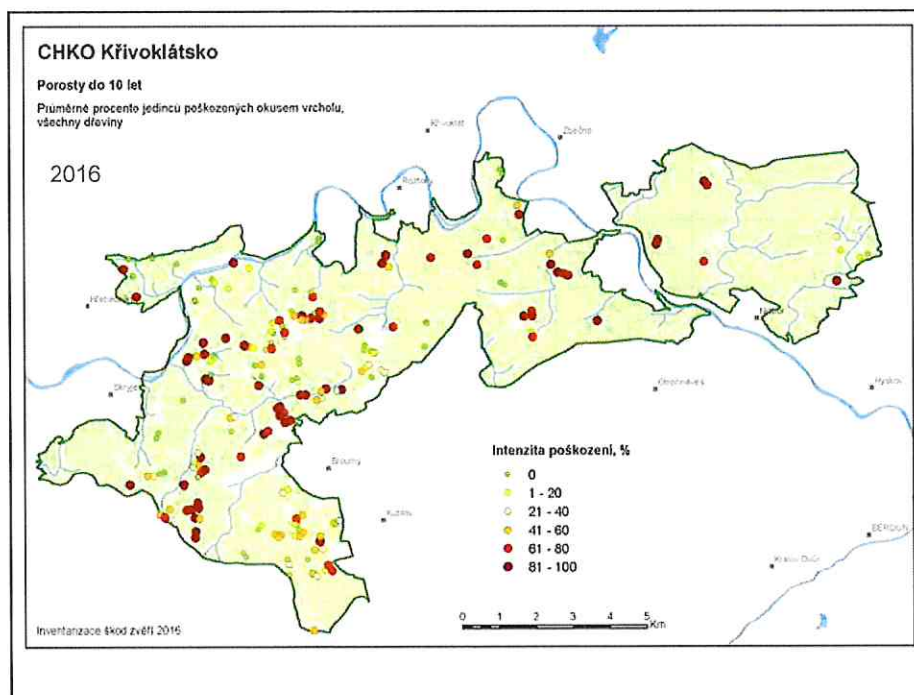 CHKO Křivoklátsko
Porosty do 10 let
Průměrné procento jedinců poškozených okusem vrcholu,
všechny dřeviny
2016
Křivoklát
Zbečno
Roztoky
Skryje
Broumy
Kublov
Otročiněves
Nižbor
Hýskov
BEROUN
Králův Dvůr
Intenzita poškození, %
0
1 - 20
21 - 40
41 - 60
61 - 80
81 - 100
0 1 2 3 4 5
Km
Inventarizace škod zvěří 2016